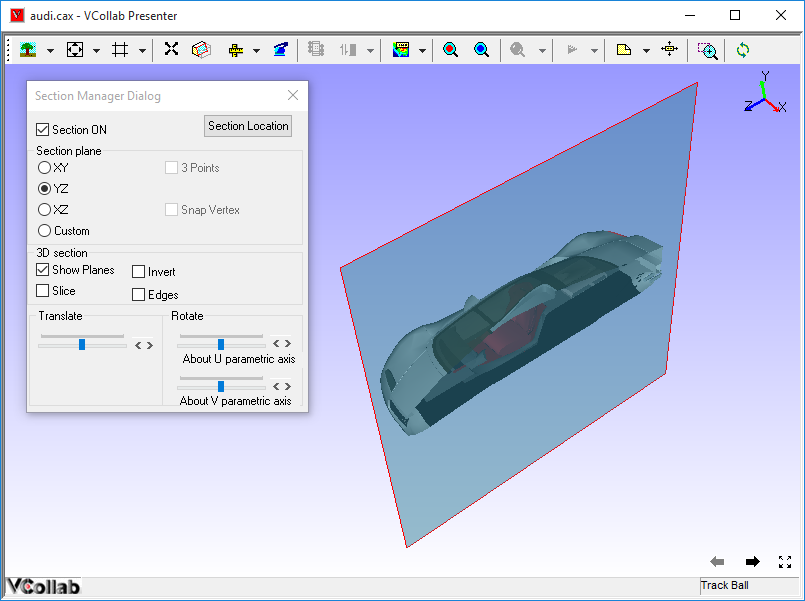 audi.cax - VCollab Presenter
Section Manager Dialog
Section ON
Section Location
Section plane
XY
3 Points
YZ
XZ
Snap Vertex
Custom
3D section
Show Planes
Invert
Slice
Edges
Translate
Rotate
< >
< >
About U parametric axis
< >
About V parametric axis
Y
Z
X
VCollab
Track Ball